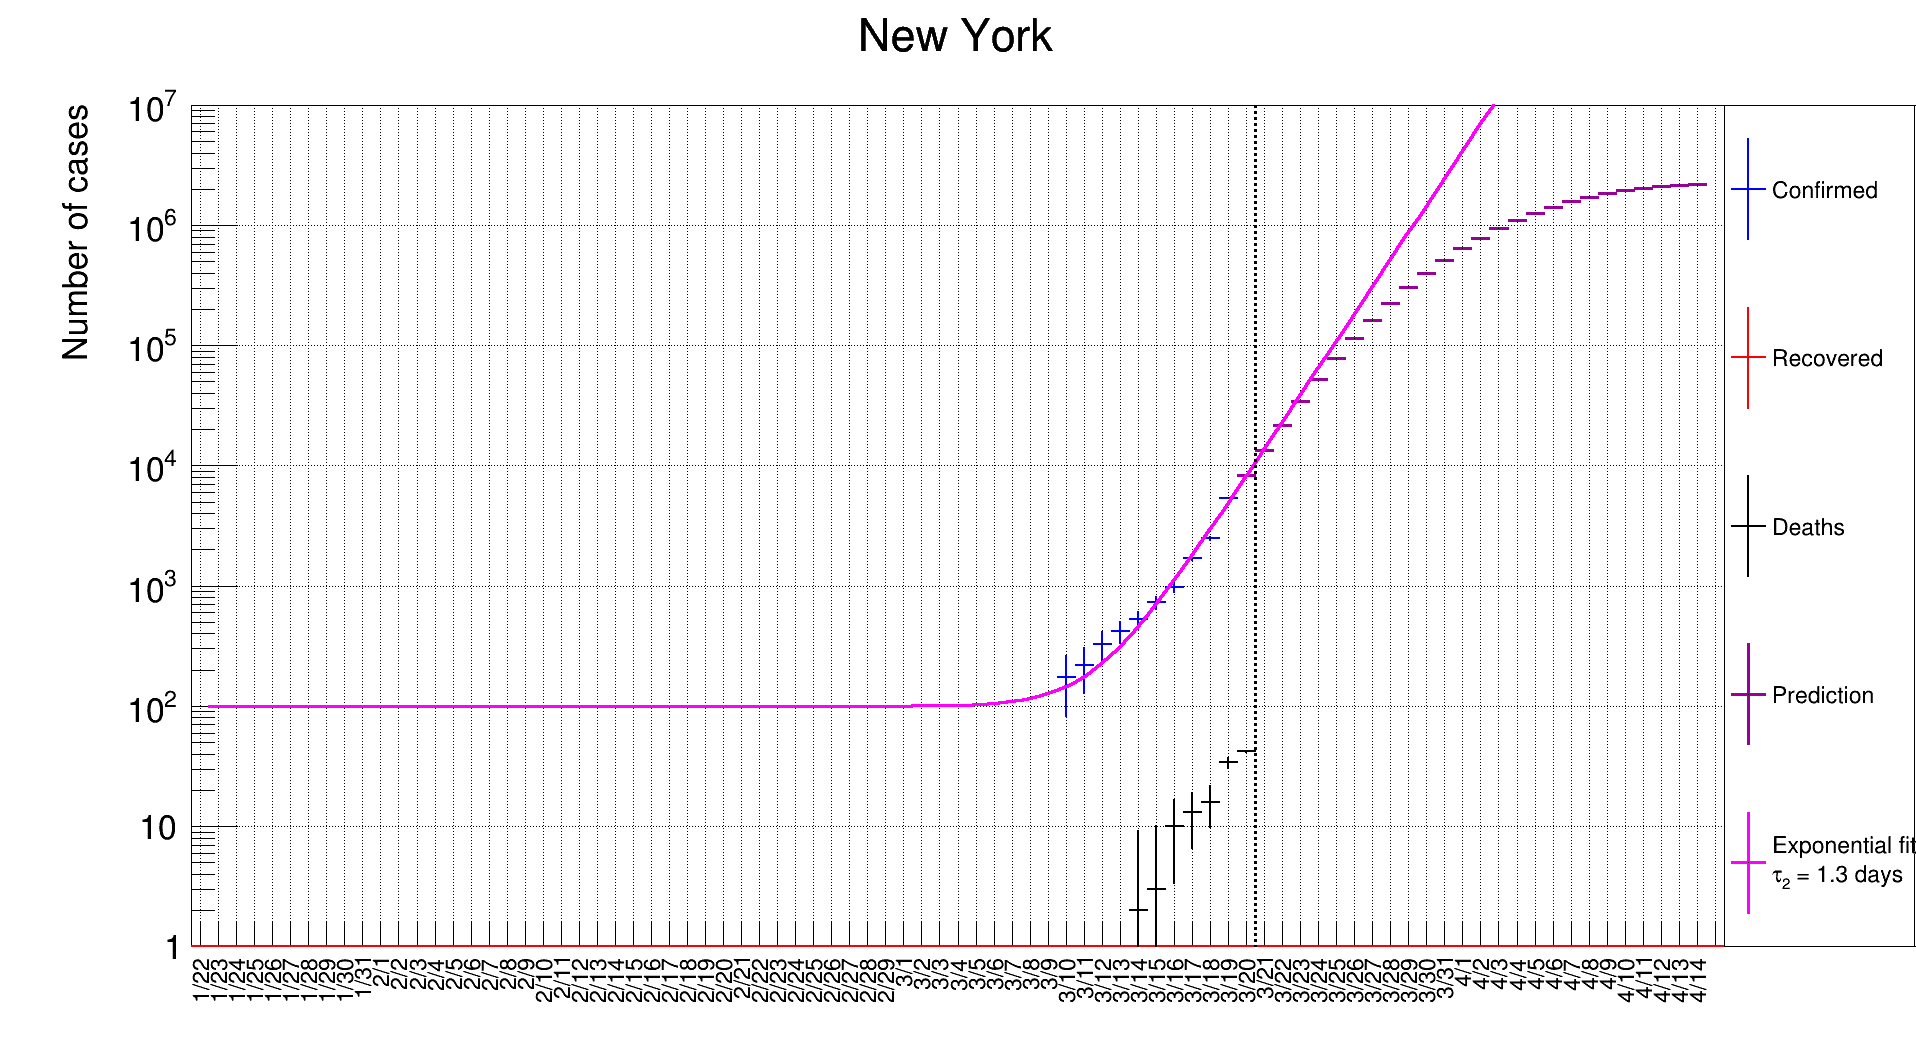 New York
Number of cases
10^7
10^6
10^5
10^4
10^3
10^2
10
1
1/22 1/23 1/24 1/25 1/26 1/27 1/28 1/29 1/30 1/31 2/1 2/2 2/3 2/4 2/5 2/6 2/7 2/8 2/9 2/10 2/11 2/12 2/13 2/14 2/15 2/16 2/17 2/18 2/19 2/20 2/21 2/22 2/23 2/24 2/25 2/26 2/27 2/28 2/29 3/1 3/2 3/3 3/4 3/5 3/6 3/7 3/8 3/9 3/10 3/11 3/12 3/13 3/14 3/15 3/16 3/17 3/18 3/19 3/20 3/21 3/22 3/23 3/24 3/25 3/26 3/27 3/28 3/29 3/30 3/31 4/1 4/2 4/3 4/4 4/5 4/6 4/7 4/8 4/9 4/10 4/11 4/12 4/13 4/14
Confirmed
Recovered
Deaths
Prediction
Exponential fit
τ₂ = 1.3 days